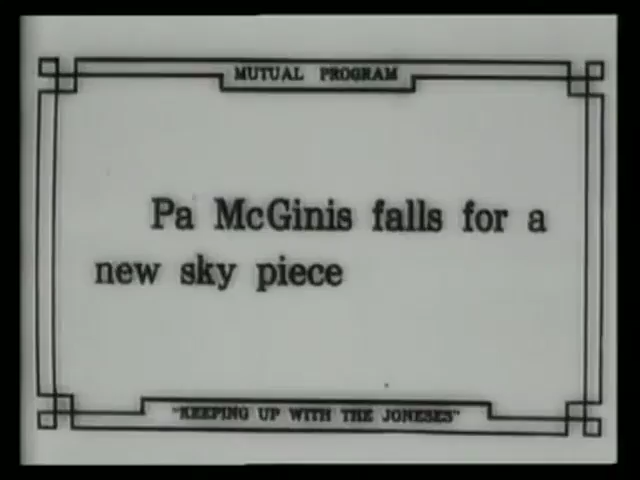 MUTUAL PROGRAM
Pa McGinis falls for a
new sky piece
"KEEPING UP WITH THE JONESES"